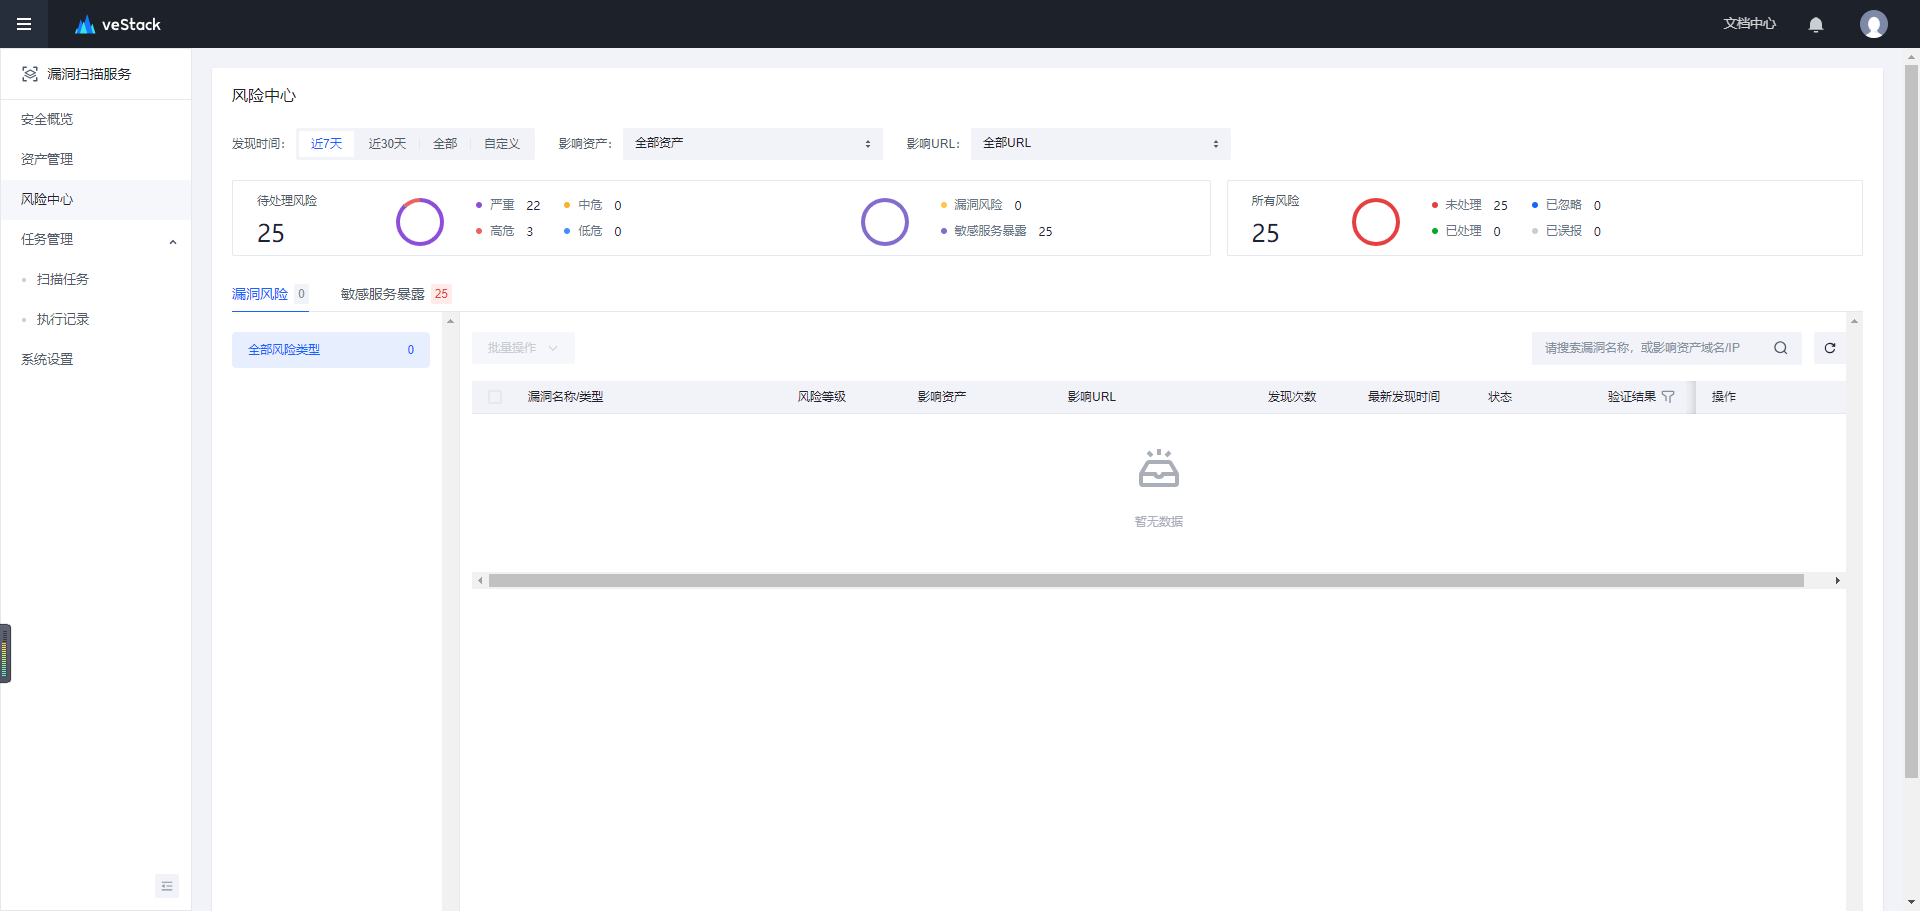 veStack
文档中心
漏洞扫描服务
安全概览
资产管理
风险中心
任务管理
扫描任务
执行记录
系统设置
风险中心
发现时间： 近7天 近30天 全部 自定义 影响资产： 全部资产 影响URL： 全部URL
待处理风险
25
严重 22 中危 0
高危 3 低危 0
漏洞风险 0
敏感服务暴露 25
所有风险
25
未处理 25 已忽略 0
已处理 0 已误报 0
漏洞风险 0 敏感服务暴露 25
全部风险类型 0
批量操作
请搜索漏洞名称，或影响资产域名/IP
漏洞名称/类型 风险等级 影响资产 影响URL 发现次数 最新发现时间 状态 验证结果 操作
暂无数据